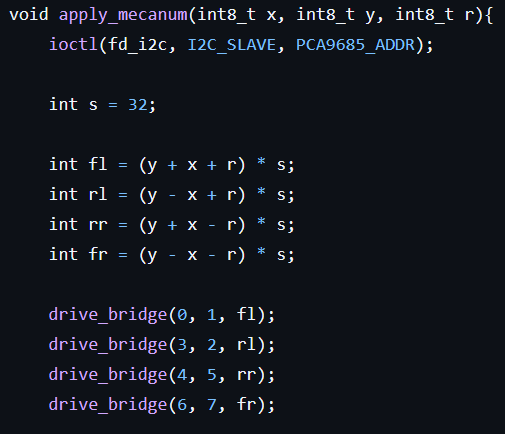 void apply_mecanum(int8_t x, int8_t y, int8_t r){
    ioctl(fd_i2c, I2C_SLAVE, PCA9685_ADDR);

    int s = 32;

    int fl = (y + x + r) * s;
    int rl = (y - x + r) * s;
    int rr = (y + x - r) * s;
    int fr = (y - x - r) * s;

    drive_bridge(0, 1, fl);
    drive_bridge(3, 2, rl);
    drive_bridge(4, 5, rr);
    drive_bridge(6, 7, fr);